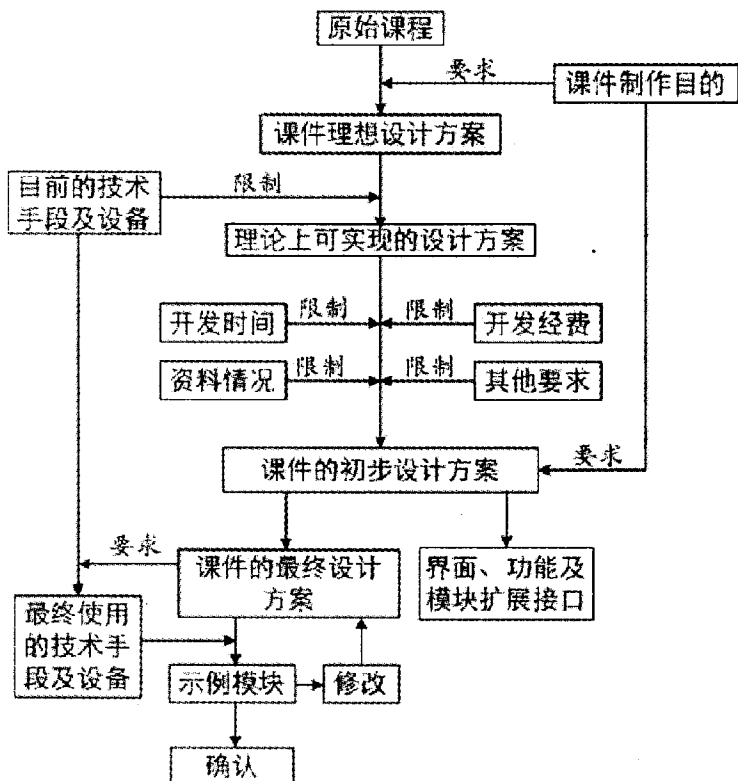 原始课程
要求
课件制作目的
课件理想设计方案
目前的技术
手段及设备
限制
理论上可实现的设计方案
开发时间
限制
限制
开发经费
资料情况
限制
限制
其他要求
课件的初步设计方案
要求
要求
课件的最终设计
方案
界面、功能及
模块扩展接口
最终使用
的技术手
段及设备
示例模块
修改
确认